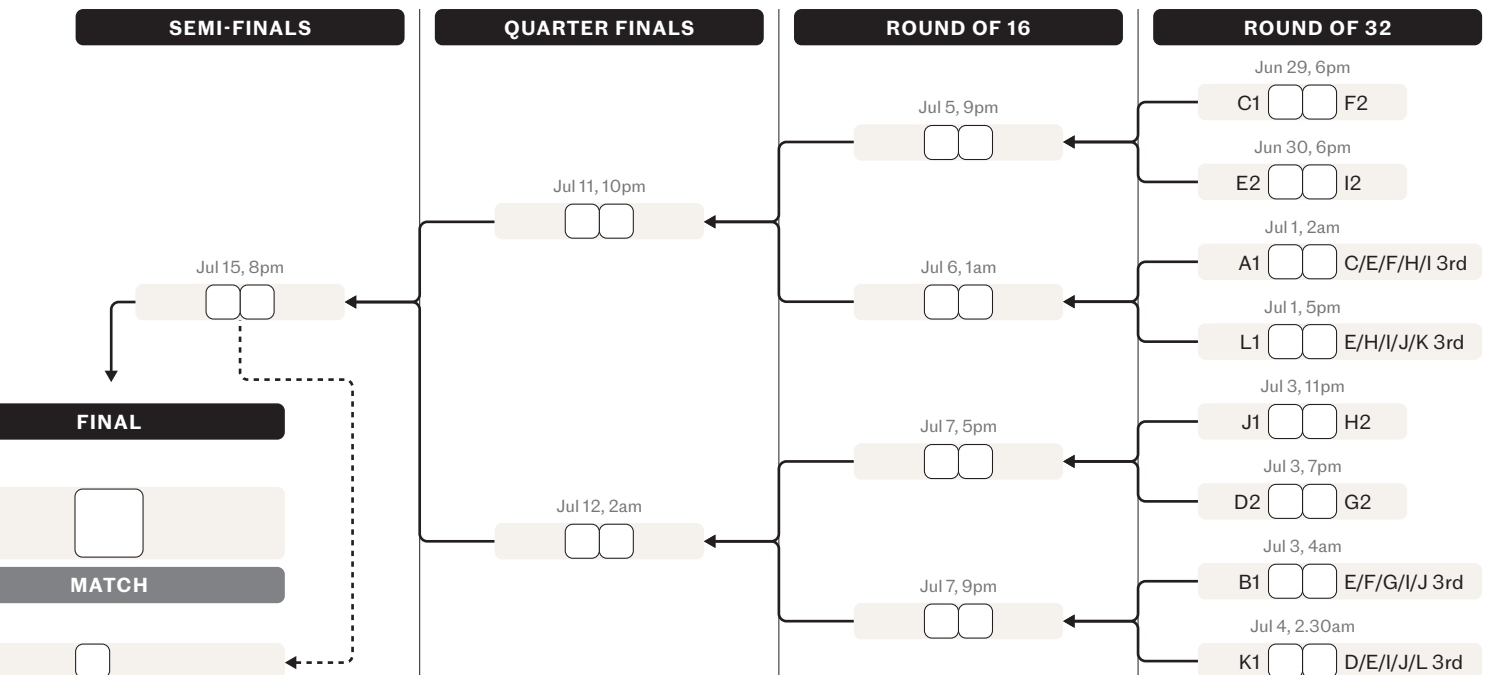 SEMI-FINALS
QUARTER FINALS
ROUND OF 16
ROUND OF 32
Jul 15, 8pm
FINAL
MATCH
Jul 11, 10pm
Jul 12, 2am
Jul 5, 9pm
Jul 6, 1am
Jul 7, 5pm
Jul 7, 9pm
Jun 29, 6pm
C1 F2
Jun 30, 6pm
E2 I2
Jul 1, 2am
A1 C/E/F/H/I 3rd
Jul 1, 5pm
L1 E/H/I/J/K 3rd
Jul 3, 11pm
J1 H2
Jul 3, 7pm
D2 G2
Jul 3, 4am
B1 E/F/G/I/J 3rd
Jul 4, 2.30am
K1 D/E/I/J/L 3rd